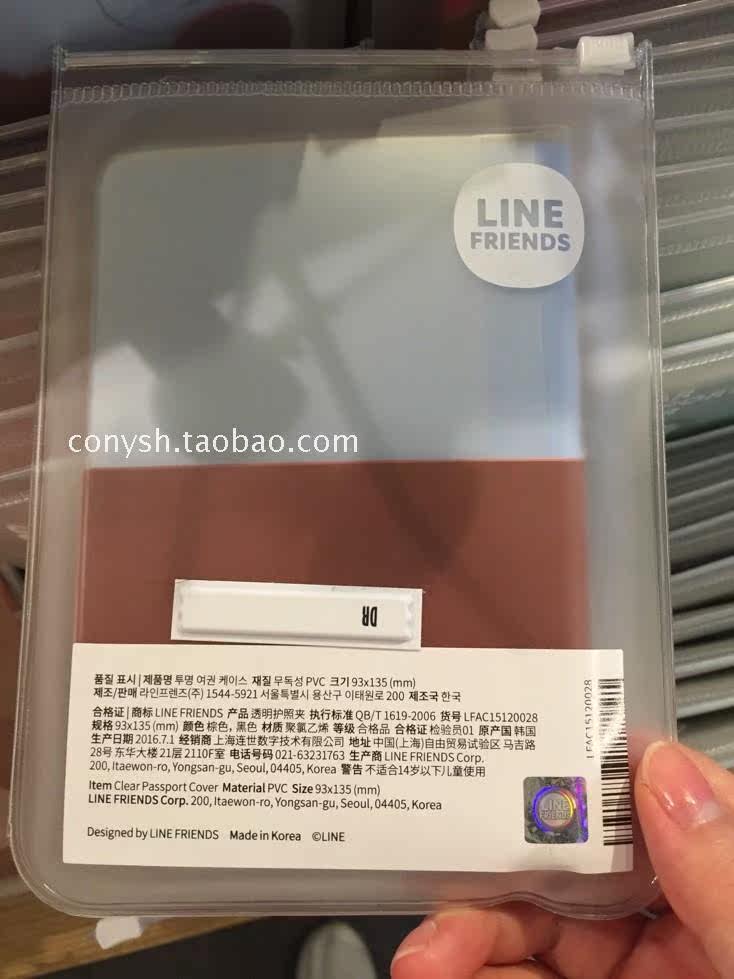 LINE
FRIENDS
conysh.taobao.com
DR
품질 표시 | 제품명 투명 여권 케이스 재질 무독성 PVC 크기 93x135 (mm)
제조/판매 라인프렌즈(주) 1544-5921 서울특별시 용산구 이태원로 200 제조국 한국
合格证 | 商标 LINE FRIENDS 产品 透明护照夹 执行标准 QB/T 1619-2006 货号 LFAC15120028
规格 93x135 (mm) 颜色 棕色，黑色 材质 聚氯乙烯 等级 合格品 合格证 检验员01 原产国 韩国
生产日期 2016.7.1 经销商 上海连世数字技术有限公司 地址 中国(上海)自由贸易试验区 马吉路
28号 东华大楼 21层 2110F室 电话号码 021-63231763 生产商 LINE FRIENDS Corp.
200, Itaewon-ro, Yongsan-gu, Seoul, 04405, Korea 警告 不适合14岁以下儿童使用
Item Clear Passport Cover Material PVC Size 93x135 (mm)
LINE FRIENDS Corp. 200, Itaewon-ro, Yongsan-gu, Seoul, 04405, Korea
Designed by LINE FRIENDS Made in Korea ©LINE
LINE
FRIENDS
LFAC15120028